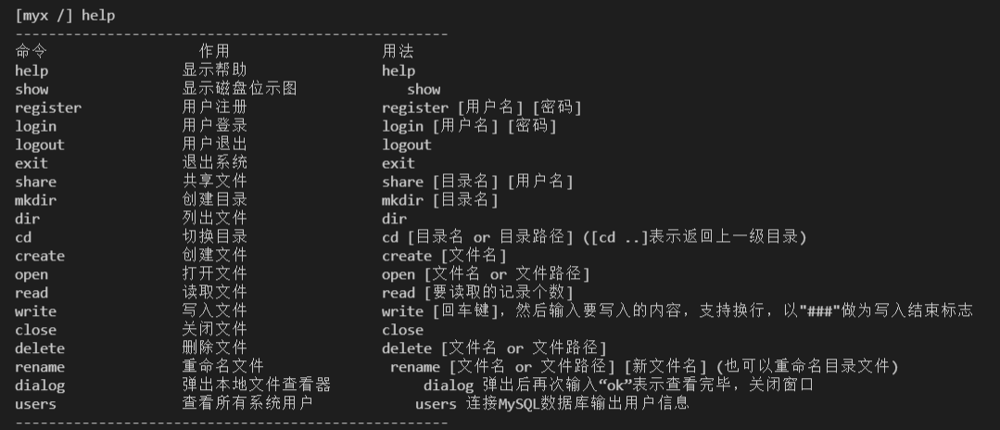 [myx /] help
----------------------------------------------------
命令 作用 用法
help 显示帮助 help
show 显示磁盘位示图 show
register 用户注册 register [用户名] [密码]
login 用户登录 login [用户名] [密码]
logout 用户退出 logout
exit 退出系统 exit
share 共享文件 share [目录名] [用户名]
mkdir 创建目录 mkdir [目录名]
dir 列出文件 dir
cd 切换目录 cd [目录名 or 目录路径] ([cd ..]表示返回上一级目录)
create 创建文件 create [文件名]
open 打开文件 open [文件名 or 文件路径]
read 读取文件 read [要读取的记录个数]
write 写入文件 write [回车键], 然后输入要写入的内容, 支持换行, 以"###"做为写入结束标志
close 关闭文件 close
delete 删除文件 delete [文件名 or 文件路径]
rename 重命名文件 rename [文件名 or 文件路径] [新文件名] (也可以重命名目录文件)
dialog 弹出本地文件查看器 dialog 弹出后再次输入“ok”表示查看完毕, 关闭窗口
users 查看所有系统用户 users 连接MySQL数据库输出用户信息
----------------------------------------------------